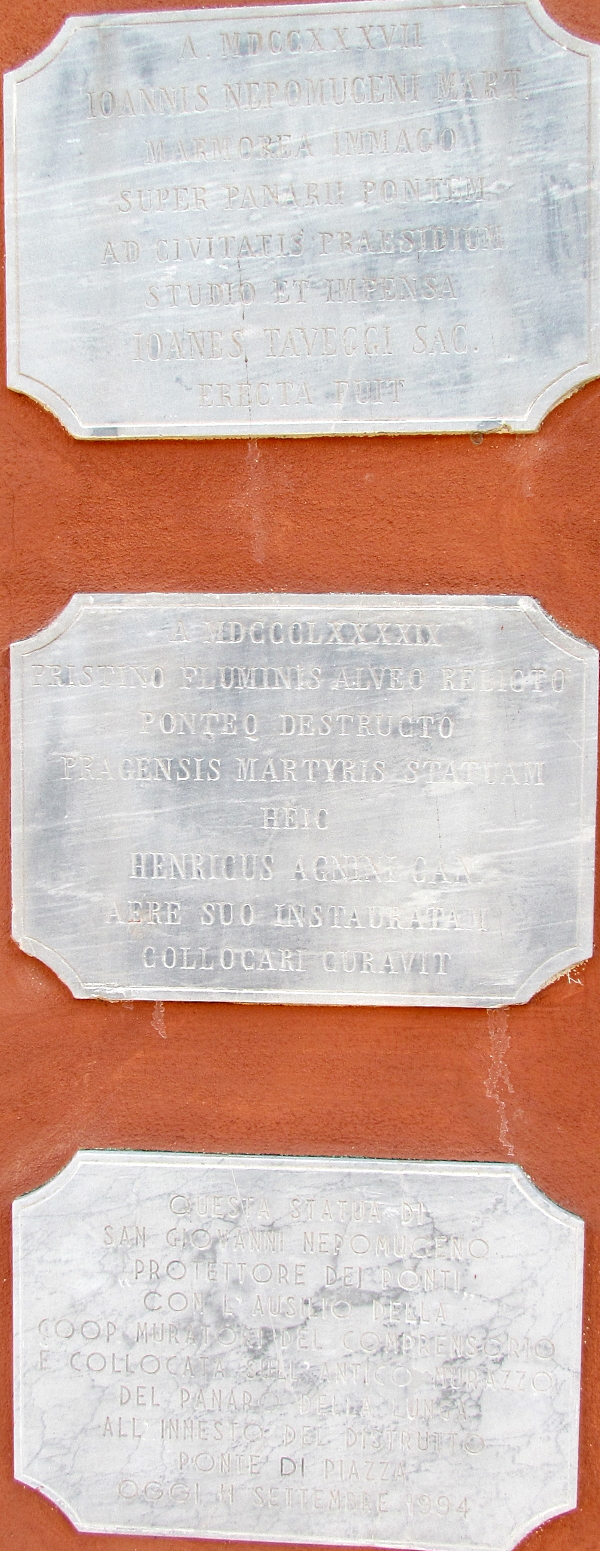 A. MDCCXXXVII
IOANNIS NEPOMUCENI MART.
MARMOREA IMMAGO
SUPER PANARII PONTEM
AD CIVITATIS PRAESIDIUM
STUDIO ET IMPENSA
IOANES TAVEGGI SAC.
ERECTA FUIT
A MDCCCLXXXXIX
PRISTINO FLUMINIS ALVEO RELICTO
PONTEQ DESTRUCTO
PRAGENSIS MARTYRIS STATUAM
HEIC
HENRICUS AGNINI CAN.
AERE SUO INSTAURATAM
COLLOCARI CURAVIT
QUESTA STATUA DI
SAN GIOVANNI NEPOMUCENO
"PROTETTORE DEI PONTI"
CON L'AUSILIO DELLA
COOP MURATORI DEL COMPRENSORIO
E COLLOCATA SULL'ANTICO MURAZZO
DEL PANARO DELLA LUNGA
ALL'INNESTO DEL DISTRUTTO
PONTE DI PIAZZA
OGGI 11 SETTEMBRE 1994